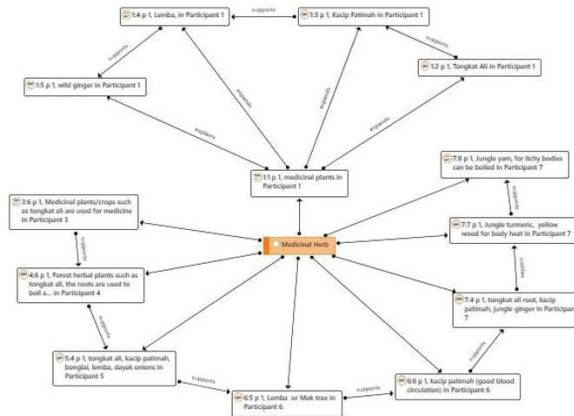 supports
1:4 p 1, Lemba, in Participant 1
1:3 p 1, Kacip Fatimah in Participant 1
supports
supports
1:5 p 1, wild ginger in Participant 1
1:2 p 1, Tongkat Ali in Participant 1
expands
expands
explains
expands
1:1 p 1, medicinal plants in
Participant 1
7:8 p 1, Jungle yam, for itchy bodies
can be boiled in Participant 7
3:6 p 1, Medicinal plants/crops such
as tongkat ali are used for medicine
in Participant 3
supports
7:7 p 1, Jungle turmeric, yellow
wood for body heat in Participant 7
Medicinal Herb
supports
4:6 p 1, Forest herbal plants such as
tongkat ali, the roots are used to
boil a... in Participant 4
7:4 p 1, tongkat ali root, kacip
patimah, jungle ginger in Participant
7
supports
5:4 p 1, tongkat ali, kacip patimah,
bonglai, lemba, dayak onions in
Participant 5
supports
supports
6:6 p 1, kacip patimah (good blood
circulation) in Participant 6
supports
6:5 p 1, Lemba or Mok tree in
Participant 6